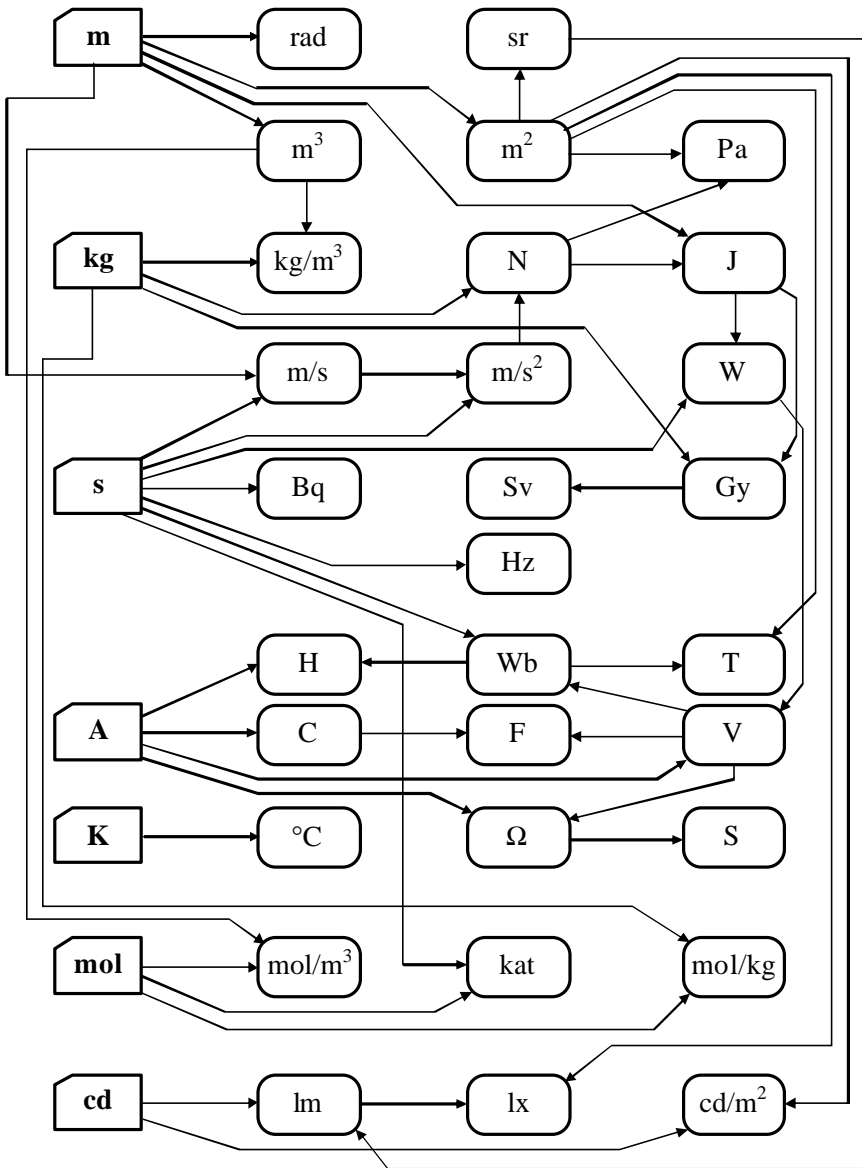 m rad sr
m³ m² Pa
kg kg/m³ N J
m/s m/s² W
s Bq Sv Gy
Hz
H Wb T
A C F V
K °C Ω S
mol mol/m³ kat mol/kg
cd lm lx cd/m²